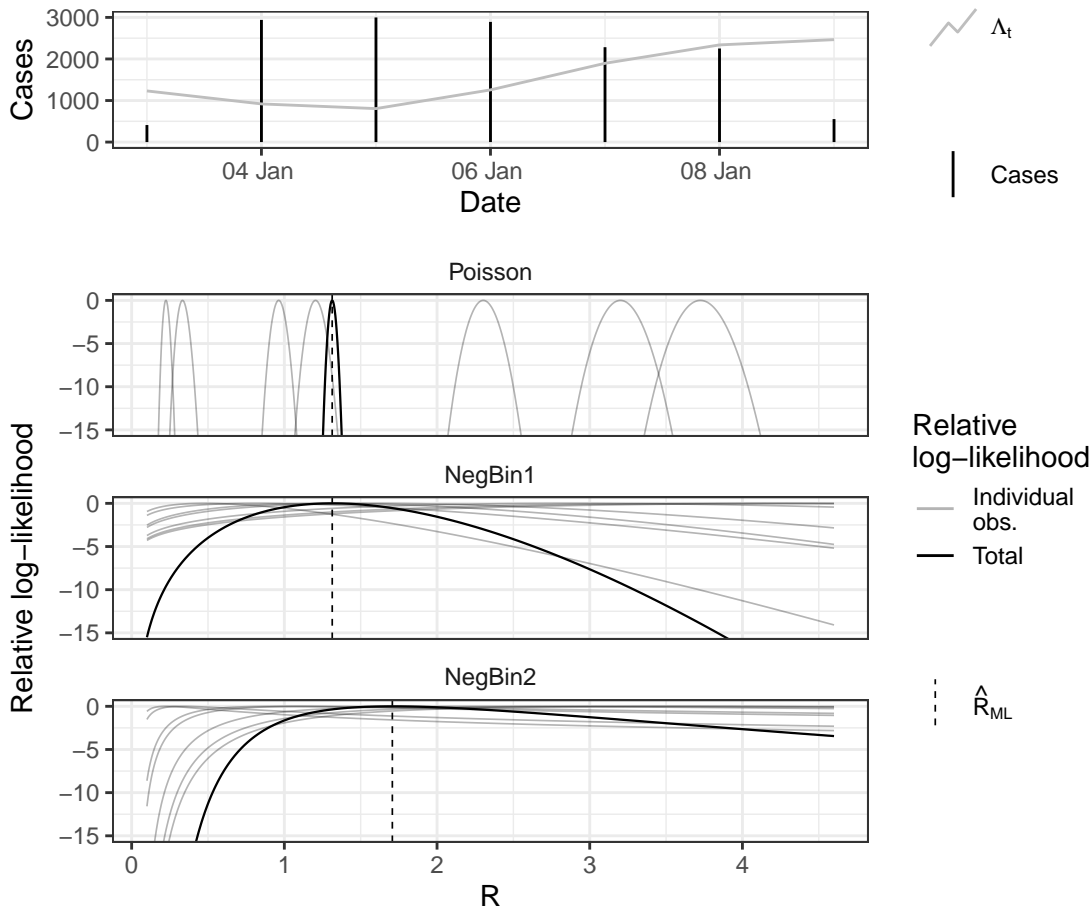 Cases
3000
2000
1000
0
04 Jan
06 Jan
08 Jan
Date
Λt
Cases
Relative log−likelihood
Poisson
0
−5
−10
−15
NegBin1
0
−5
−10
−15
NegBin2
0
−5
−10
−15
0
1
2
3
4
R
Relative
log−likelihood
Individual
obs.
Total
R̂ML